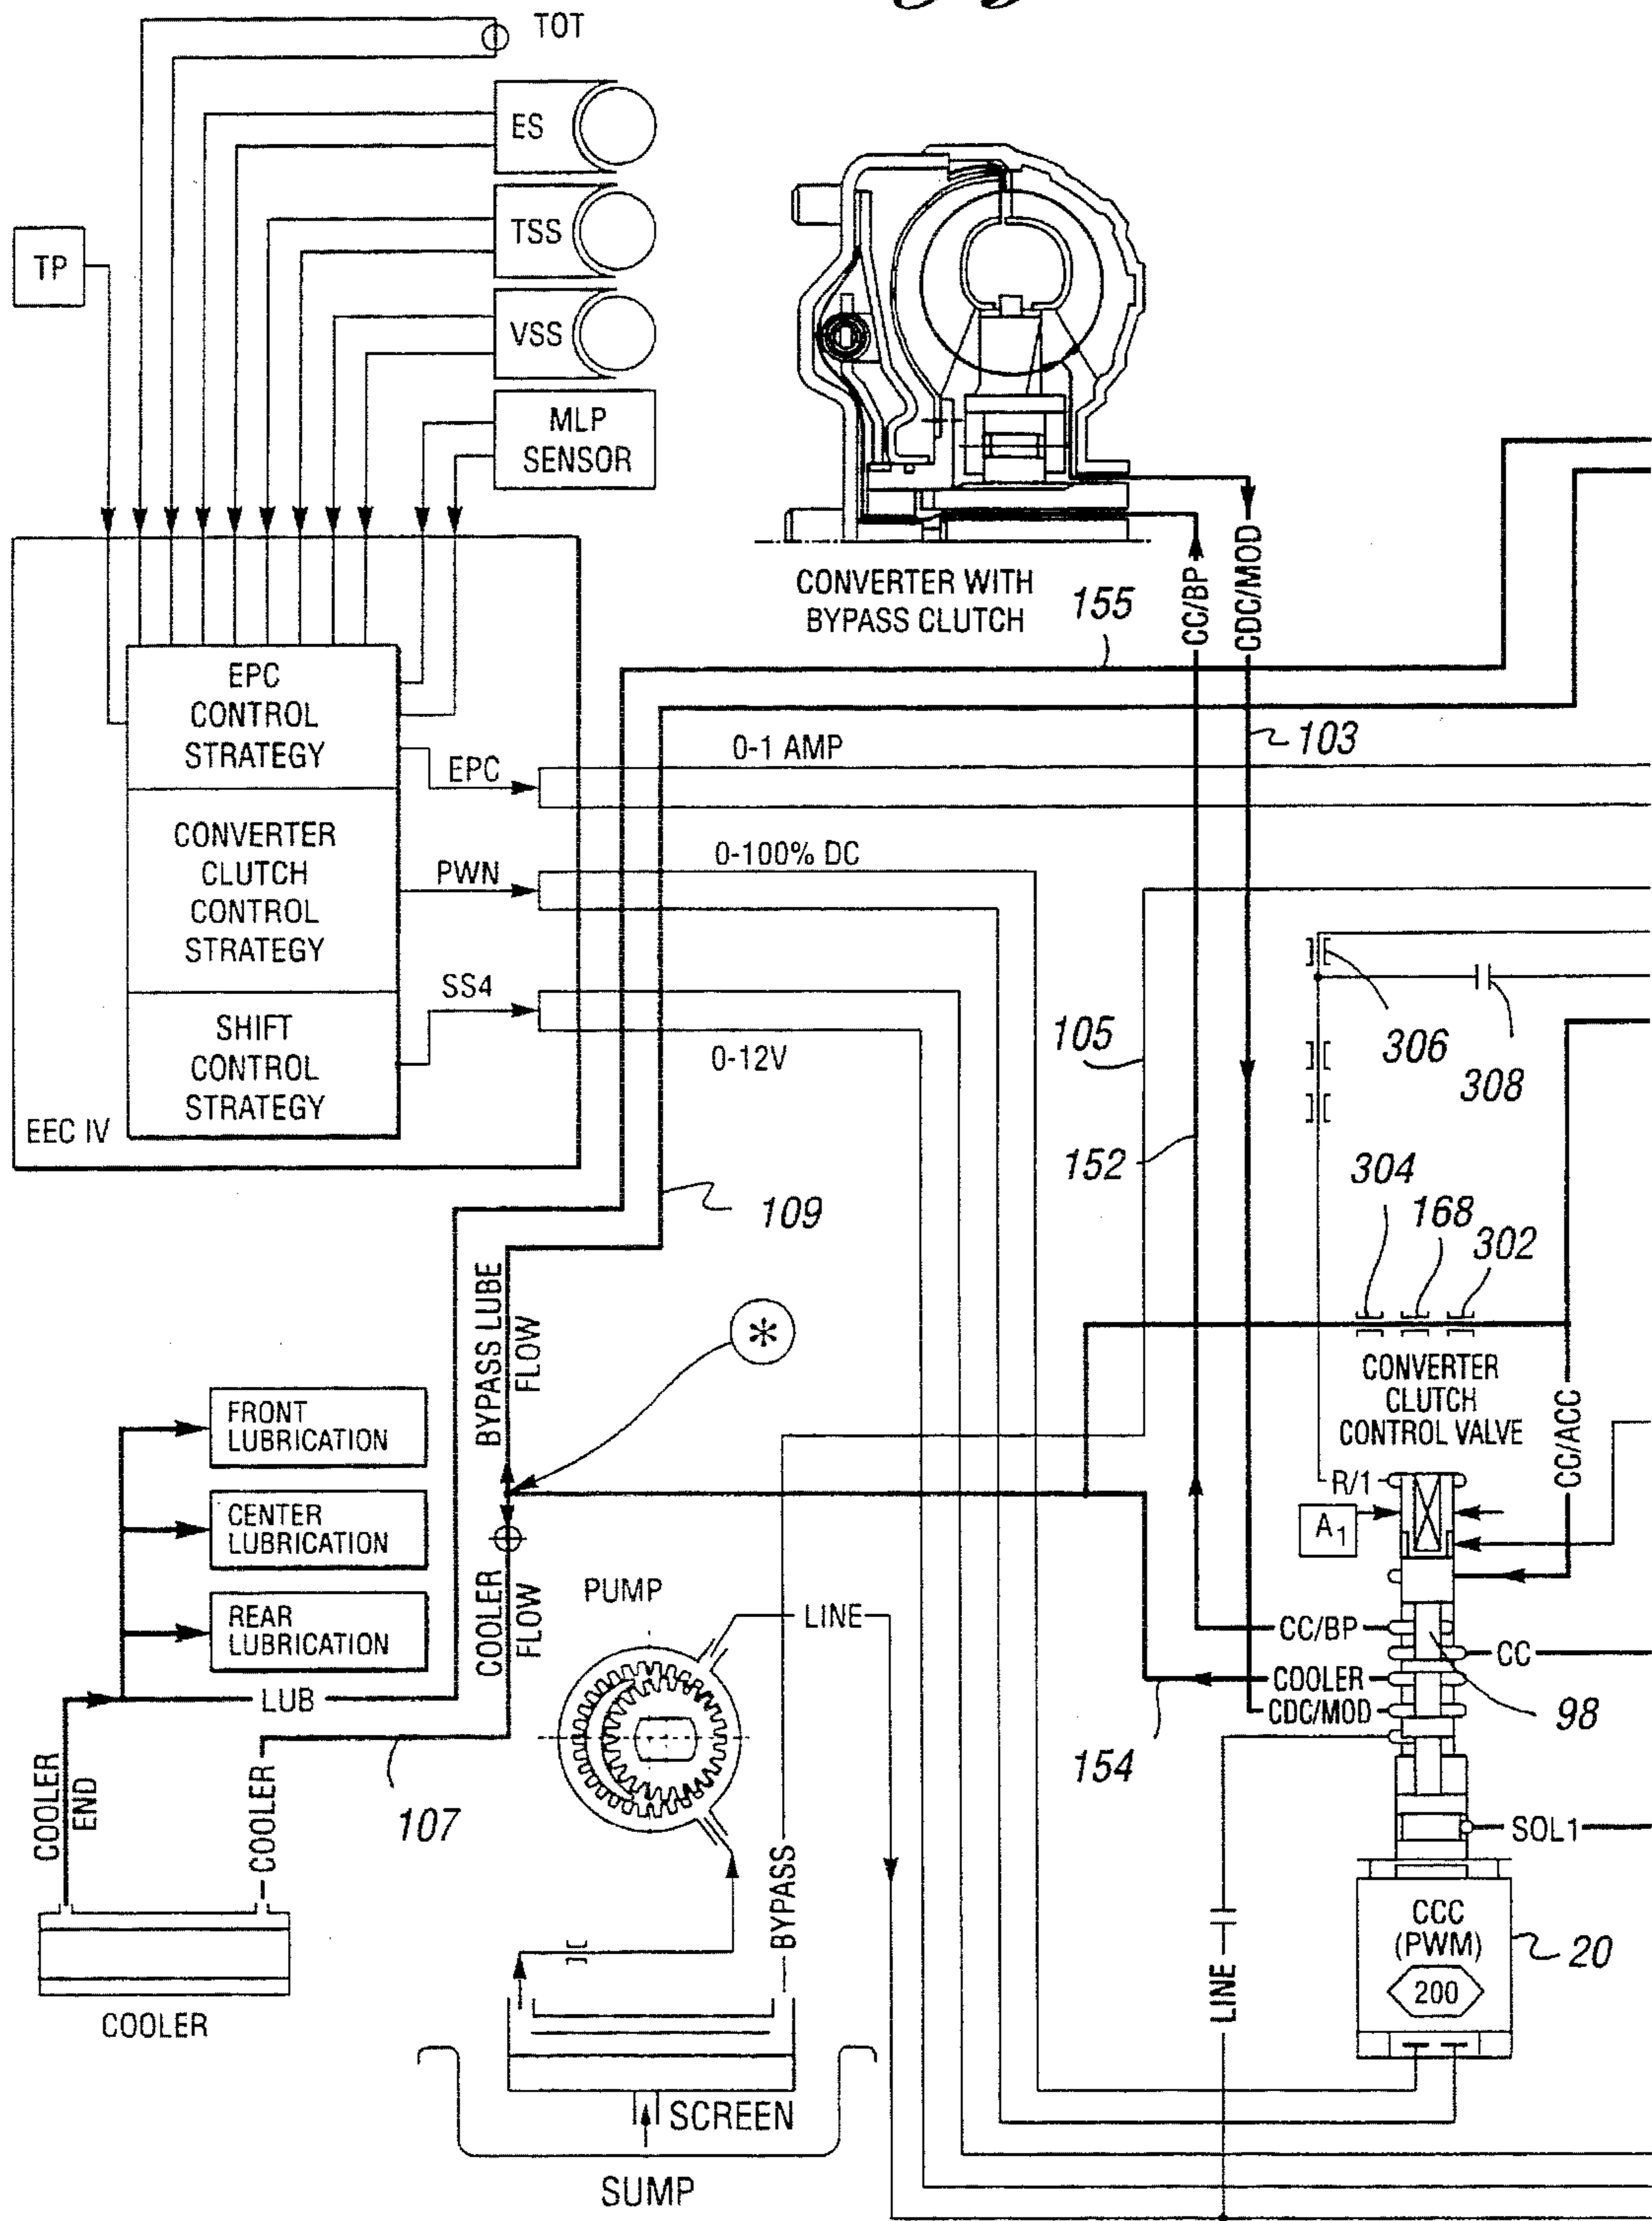 TOT
ES
TSS
TP
VSS
MLP
SENSOR
CONVERTER WITH
BYPASS CLUTCH
155
CC/BP
CDC/MOD
EPC
CONTROL
STRATEGY
103
0-1 AMP
EPC
CONVERTER
CLUTCH
CONTROL
STRATEGY
0-100% DC
PWN
SS4
SHIFT
CONTROL
STRATEGY
0-12V
105
306
308
EEC IV
152
304
168
302
109
BYPASS LUBE
FLOW
*
CONVERTER
CLUTCH
CONTROL VALVE
CC/ACC
FRONT
LUBRICATION
CENTER
LUBRICATION
REAR
LUBRICATION
R/1
A1
COOLER
FLOW
PUMP
LINE
CC/BP
CC
COOLER
CDC/MOD
98
LUB
154
COOLER
END
COOLER
107
BYPASS
SOL1
CCC
(PWM)
200
20
LINE
COOLER
SCREEN
SUMP